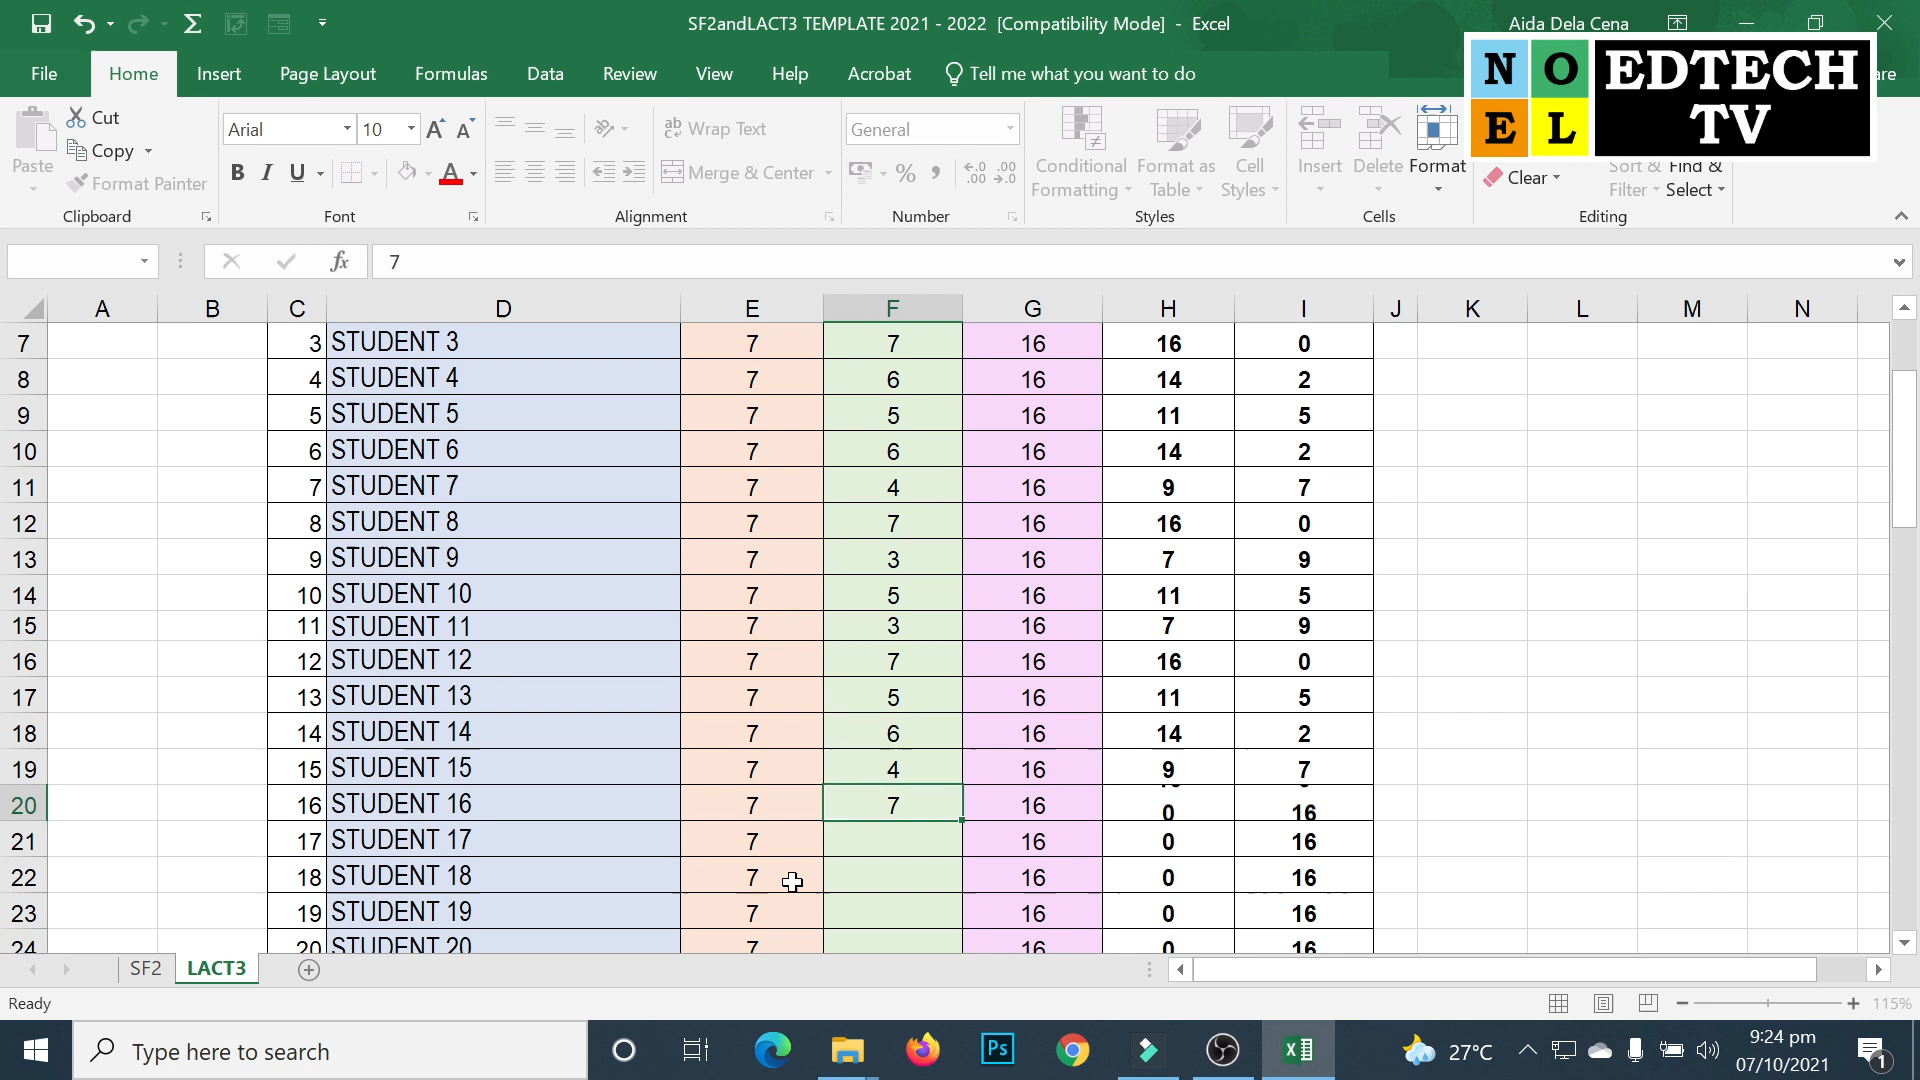 SF2andLACT3 TEMPLATE 2021 - 2022 [Compatibility Mode] - Excel
Aida Dela Cena
File Home Insert Page Layout Formulas Data Review View Help Acrobat Tell me what you want to do
NOEL EDTECH TV
Paste Cut Copy Format Painter
Arial 10
B I U
Wrap Text
Merge & Center
General
Conditional Formatting
Format as Table
Cell Styles
Insert Delete Format
Clear
Sort & Filter
Find & Select
Clipboard Font Alignment Number Styles Cells Editing
fx 7
A B C D E F G H I J K L M N
7 3 STUDENT 3 7 7 16 16 0
8 4 STUDENT 4 7 6 16 14 2
9 5 STUDENT 5 7 5 16 11 5
10 6 STUDENT 6 7 6 16 14 2
11 7 STUDENT 7 7 4 16 9 7
12 8 STUDENT 8 7 7 16 16 0
13 9 STUDENT 9 7 3 16 7 9
14 10 STUDENT 10 7 5 16 11 5
15 11 STUDENT 11 7 3 16 7 9
16 12 STUDENT 12 7 7 16 16 0
17 13 STUDENT 13 7 5 16 11 5
18 14 STUDENT 14 7 6 16 14 2
19 15 STUDENT 15 7 4 16 9 7
20 16 STUDENT 16 7 7 16 0 16
21 17 STUDENT 17 7 16 0 16
22 18 STUDENT 18 7 16 0 16
23 19 STUDENT 19 7 16 0 16
24 20 STUDENT 20 7 16 0 16
SF2 LACT3
Ready
115%
Type here to search
Ps
27°C
9:24 pm
07/10/2021
1